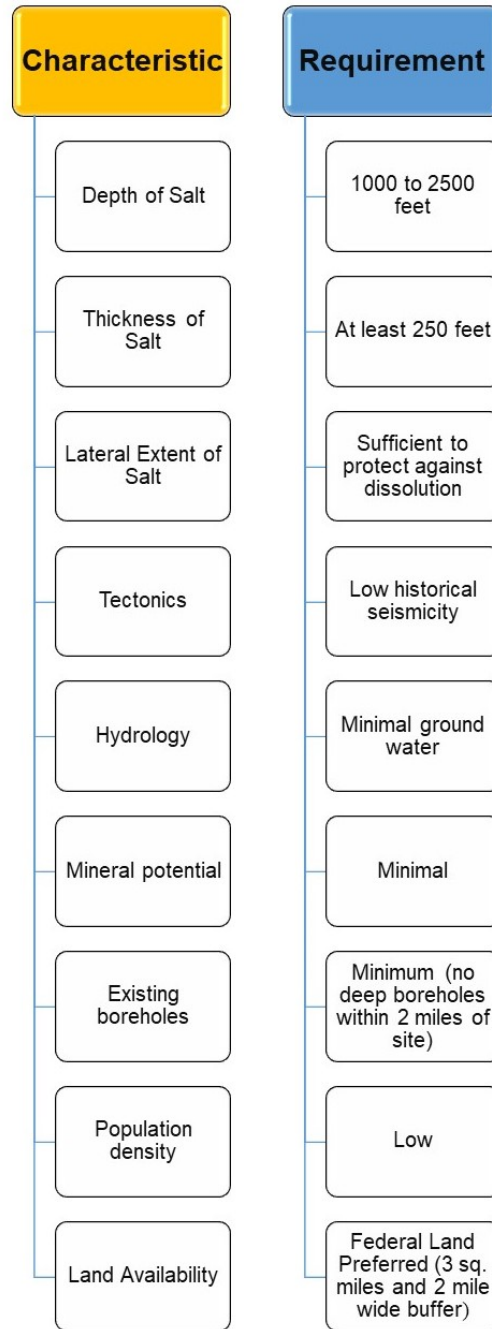 Characteristic
Requirement
Depth of Salt
1000 to 2500
feet
Thickness of
Salt
At least 250 feet
Lateral Extent of
Salt
Sufficient to
protect against
dissolution
Tectonics
Low historical
seismicity
Hydrology
Minimal ground
water
Mineral potential
Minimal
Existing
boreholes
Minimum (no
deep boreholes
within 2 miles of
site)
Population
density
Low
Land Availability
Federal Land
Preferred (3 sq.
miles and 2 mile
wide buffer)